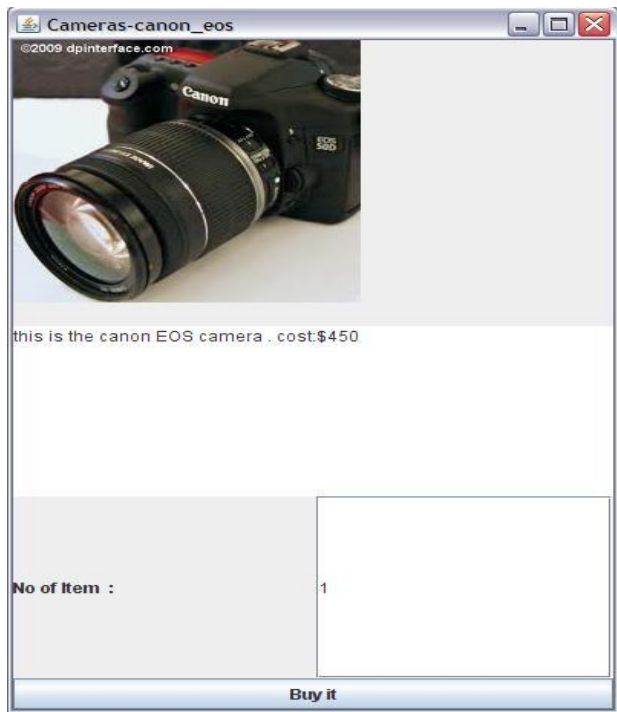 Cameras-canon_eos
©2009 dpinterface.com
Canon
EOS
50D
this is the canon EOS camera . cost:$450
No of Item :
1
Buy it